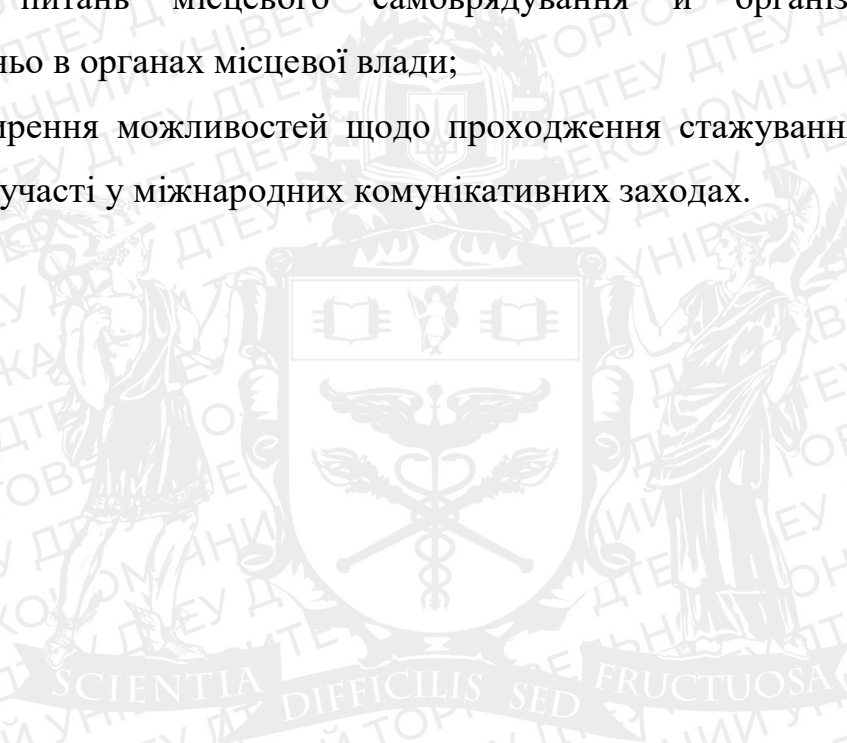 питань місцевого самоврядування й організ
ньо в органах місцевої влади;
ирення можливостей щодо проходження стажуванн
участі у міжнародних комунікативних заходах.
SCIENTIA DIFFICILIS SED FRUCTUOSA